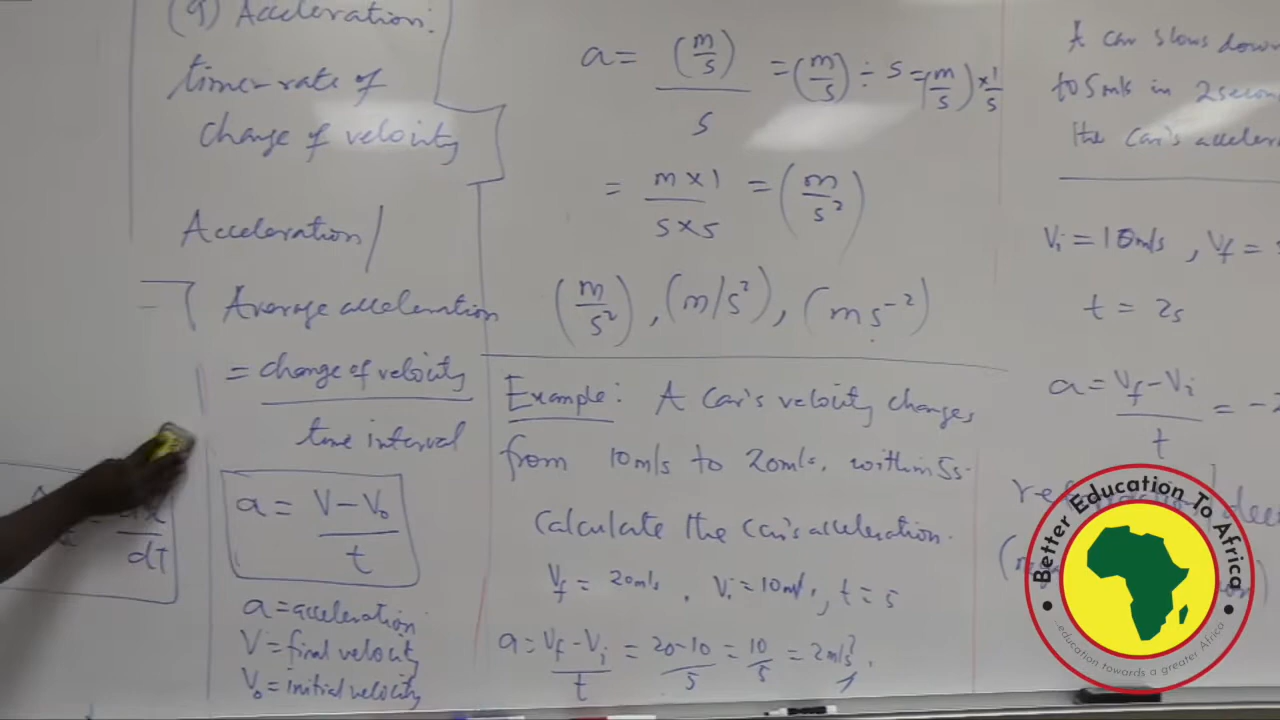 (9) Acceleration:
time-rate of
change of velocity
Acceleration/
Average acceleration
= change of velocity
time interval
a = V - V₀
t
a = acceleration
V = final velocity
V₀ = initial velocity
dT
a = (m/s) = (m/s) ÷ s = (m/s) × 1/s
s
= m×1 = (m/s²)
s×s
(m/s²), (m/s²), (ms⁻²)
Example: A car's velocity changes
from 10m/s to 20m/s, within 5s.
Calculate the car's acceleration.
Vf = 20m/s, Vi = 10m/s, t = 5
a = Vf - Vi = 20-10 = 10 = 2m/s².
t 5 5
A car slows down
to 5m/s in 2 second
the car's acceler
Vi = 10m/s, Vf =
t = 2s
a = Vf - Vi = -
t
Better Education To Africa
...education towards a greater Africa...